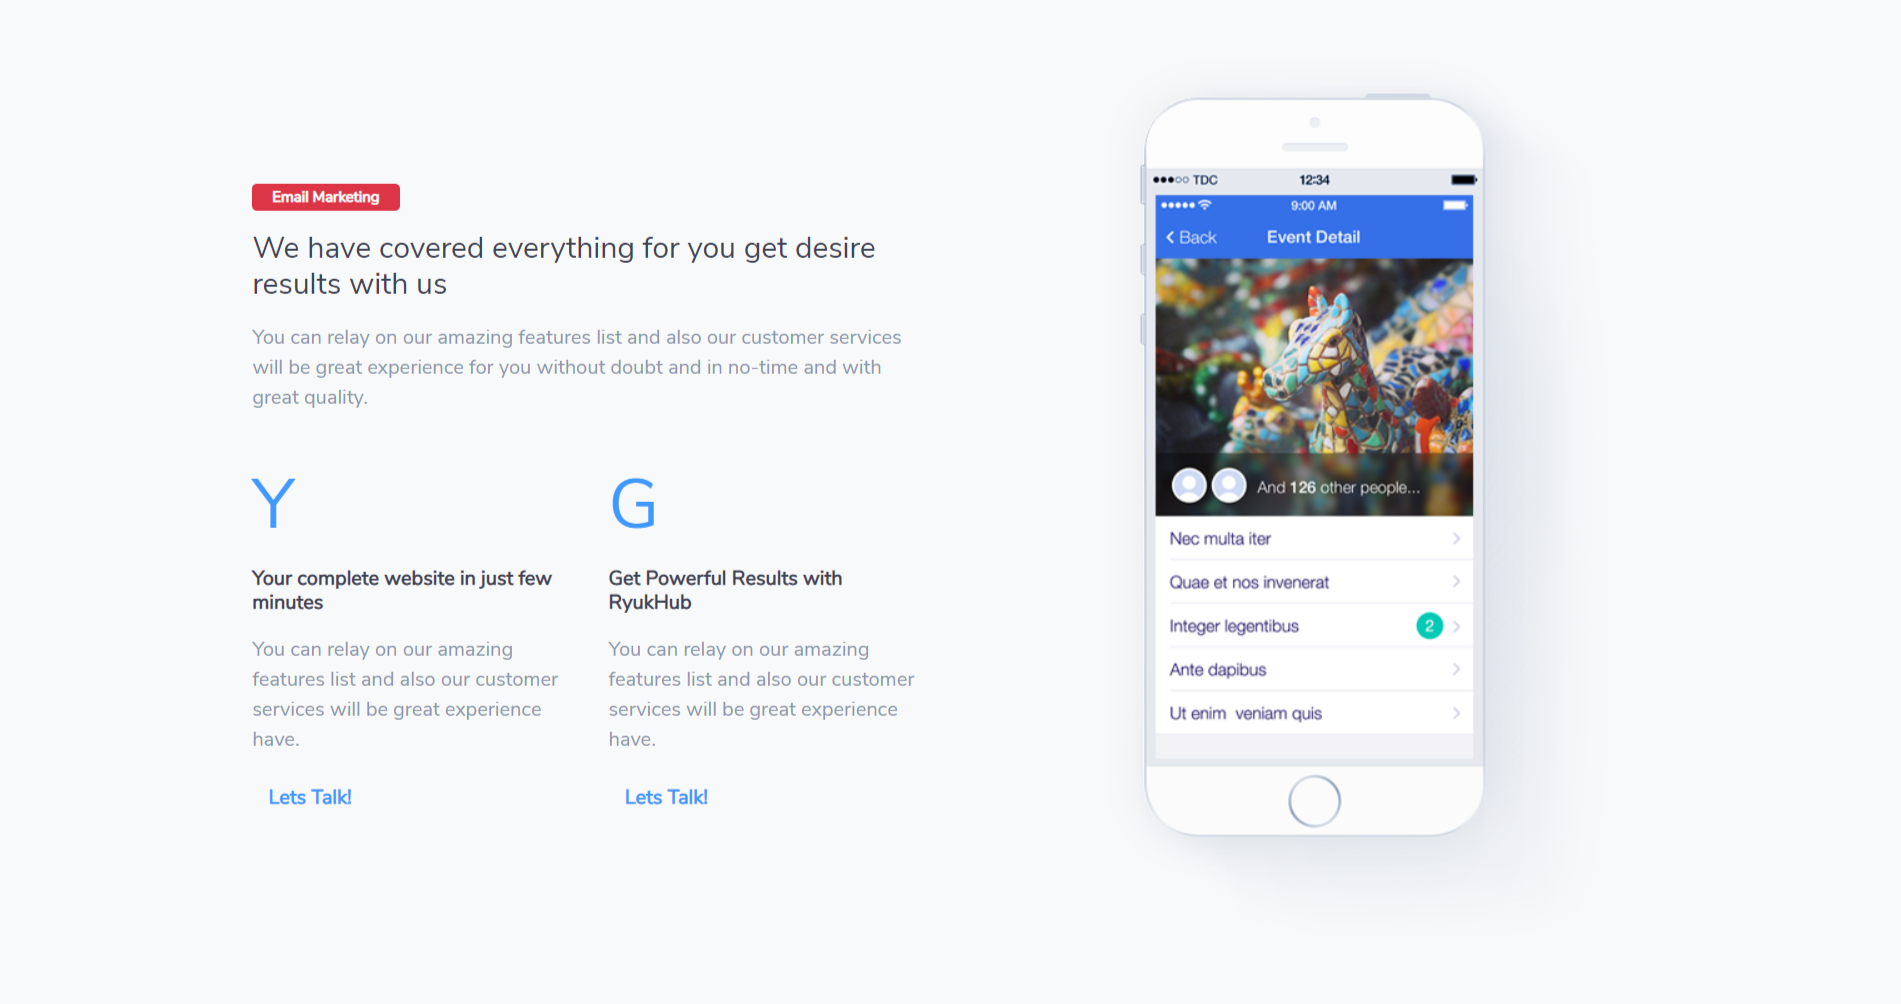 Email Marketing
We have covered everything for you get desire
results with us
You can relay on our amazing features list and also our customer services
will be great experience for you without doubt and in no-time and with
great quality.
Y
Your complete website in just few
minutes
You can relay on our amazing
features list and also our customer
services will be great experience
have.
Lets Talk!
G
Get Powerful Results with
RyukHub
You can relay on our amazing
features list and also our customer
services will be great experience
have.
Lets Talk!
TDC 12:34
9:00 AM
Back Event Detail
And 126 other people...
Nec multa iter
Quae et nos invenerat
Integer legentibus 2
Ante dapibus
Ut enim  veniam quis